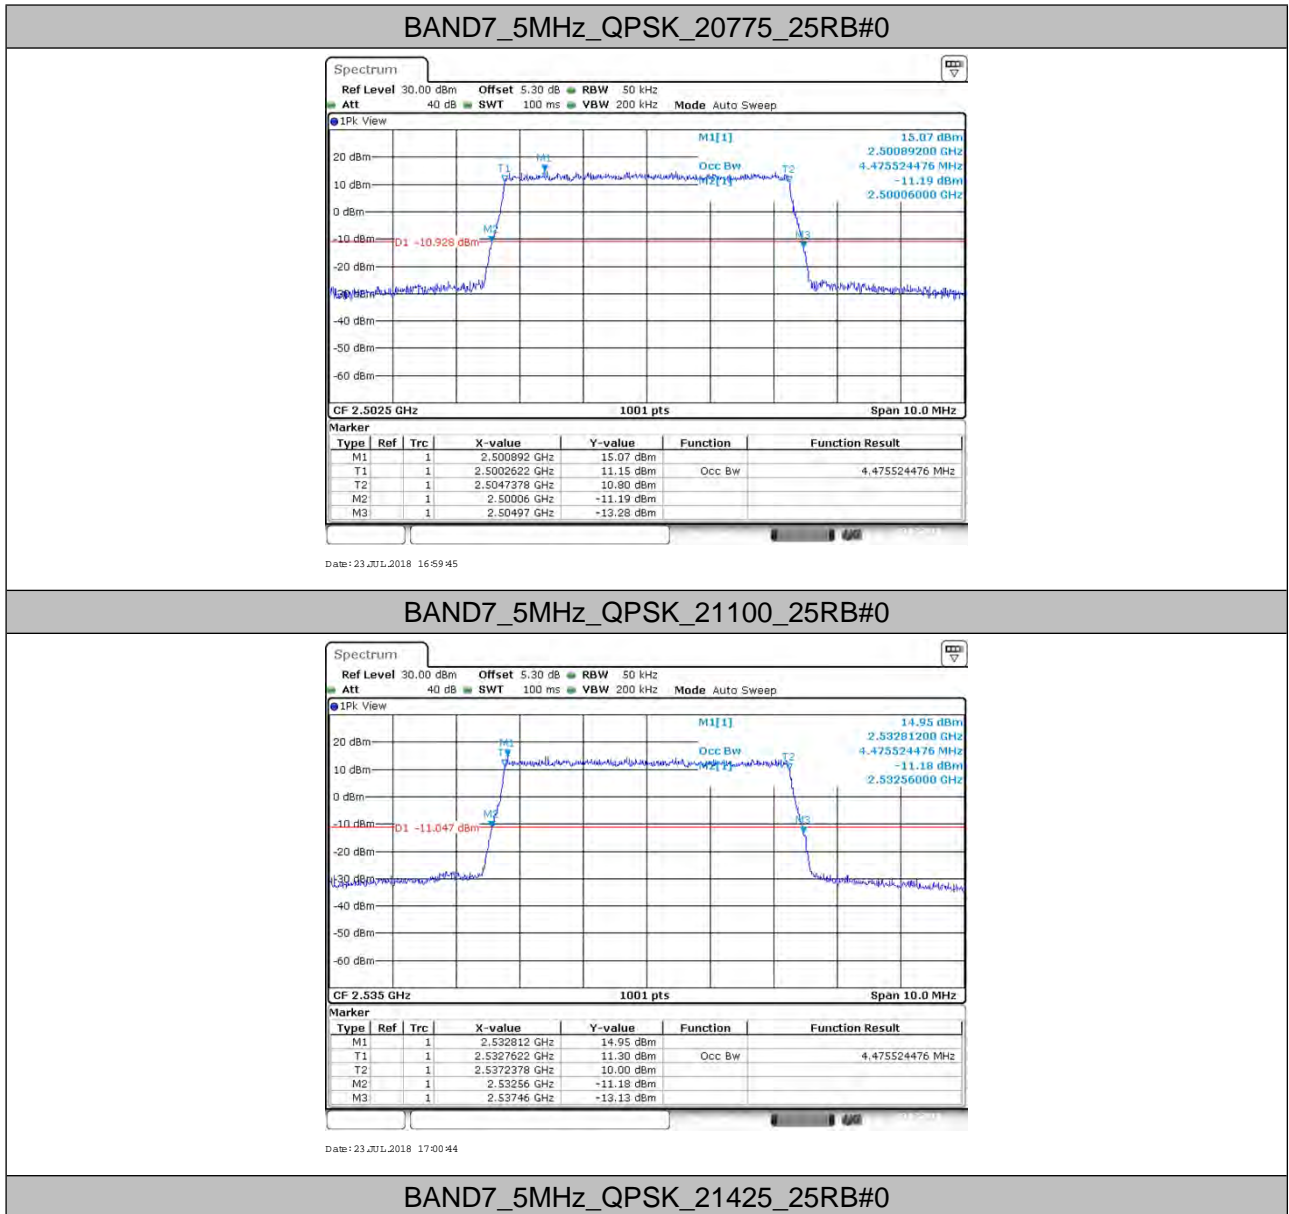 BAND7_5MHz_QPSK_20775_25RB#0
Spectrum
Ref Level 30.00 dBm Offset 5.30 dB RBW 50 kHz
Att 40 dB SWT 100 ms VBW 200 kHz Mode Auto Sweep
1Pk View
M1[1] 15.07 dBm
2.50089200 GHz
20 dBm
M1
T1
Occ Bw 4.475524476 MHz
T2
M2[1] -11.19 dBm
10 dBm
2.50006000 GHz
0 dBm
M2
M3
-10 dBm
D1 -10.928 dBm
-20 dBm
-30 dBm
-40 dBm
-50 dBm
-60 dBm
CF 2.5025 GHz 1001 pts Span 10.0 MHz
Marker
Type Ref Trc X-value Y-value Function Function Result
M1 1 2.500892 GHz 15.07 dBm
T1 1 2.5002622 GHz 11.15 dBm Occ Bw 4.475524476 MHz
T2 1 2.5047378 GHz 10.80 dBm
M2 1 2.50006 GHz -11.19 dBm
M3 1 2.50497 GHz -13.28 dBm
Date: 23.JUL.2018 16:59:45
BAND7_5MHz_QPSK_21100_25RB#0
Spectrum
Ref Level 30.00 dBm Offset 5.30 dB RBW 50 kHz
Att 40 dB SWT 100 ms VBW 200 kHz Mode Auto Sweep
1Pk View
M1[1] 14.95 dBm
2.53281200 GHz
20 dBm
M1
T1
Occ Bw 4.475524476 MHz
T2
M2[1] -11.18 dBm
10 dBm
2.53256000 GHz
0 dBm
M2
M3
-10 dBm
D1 -11.047 dBm
-20 dBm
-30 dBm
-40 dBm
-50 dBm
-60 dBm
CF 2.535 GHz 1001 pts Span 10.0 MHz
Marker
Type Ref Trc X-value Y-value Function Function Result
M1 1 2.532812 GHz 14.95 dBm
T1 1 2.5327622 GHz 11.30 dBm Occ Bw 4.475524476 MHz
T2 1 2.5372378 GHz 10.00 dBm
M2 1 2.53256 GHz -11.18 dBm
M3 1 2.53746 GHz -13.13 dBm
Date: 23.JUL.2018 17:00:44
BAND7_5MHz_QPSK_21425_25RB#0